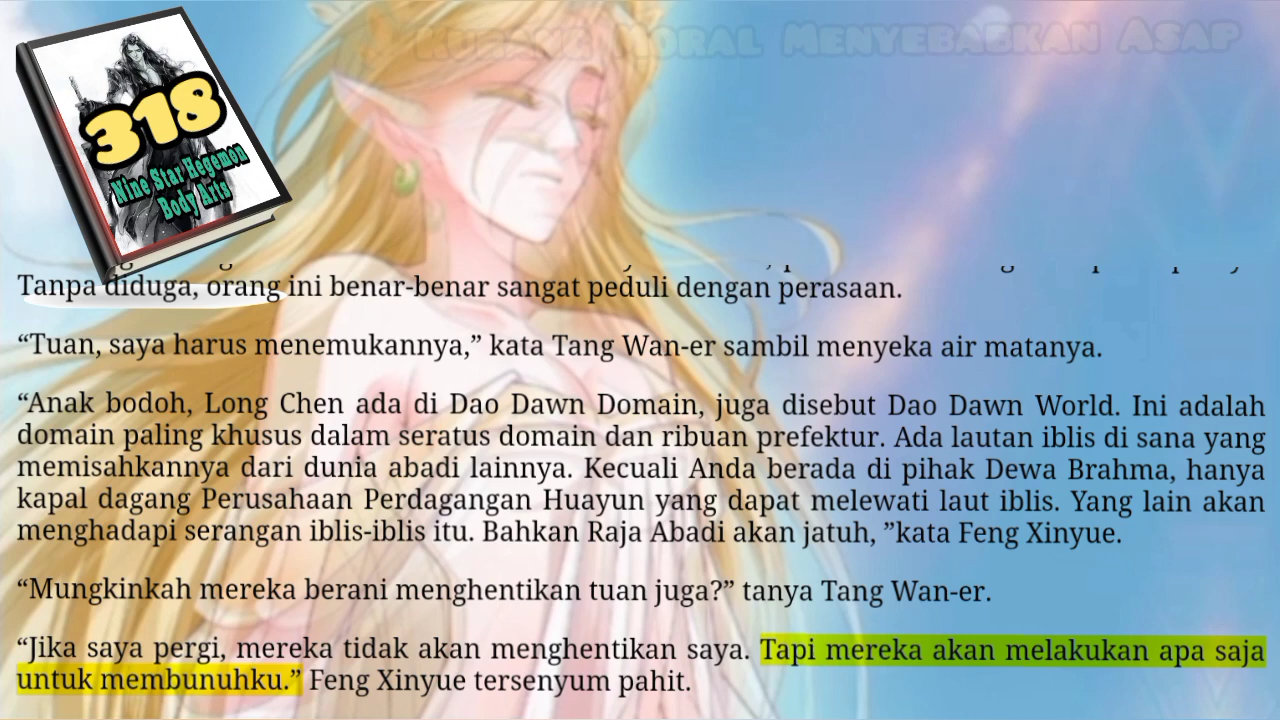 Kurang Moral Menyebabkan Asap
318
Nine Star Hegemon
Body Arts
Tanpa diduga, orang ini benar-benar sangat peduli dengan perasaan.
“Tuan, saya harus menemukannya,” kata Tang Wan-er sambil menyeka air matanya.
“Anak bodoh, Long Chen ada di Dao Dawn Domain, juga disebut Dao Dawn World. Ini adalah
domain paling khusus dalam seratus domain dan ribuan prefektur. Ada lautan iblis di sana yang
memisahkannya dari dunia abadi lainnya. Kecuali Anda berada di pihak Dewa Brahma, hanya
kapal dagang Perusahaan Perdagangan Huayun yang dapat melewati laut iblis. Yang lain akan
menghadapi serangan iblis-iblis itu. Bahkan Raja Abadi akan jatuh, ”kata Feng Xinyue.
“Mungkinkah mereka berani menghentikan tuan juga?” tanya Tang Wan-er.
“Jika saya pergi, mereka tidak akan menghentikan saya. Tapi mereka akan melakukan apa saja
untuk membunuhku.” Feng Xinyue tersenyum pahit.